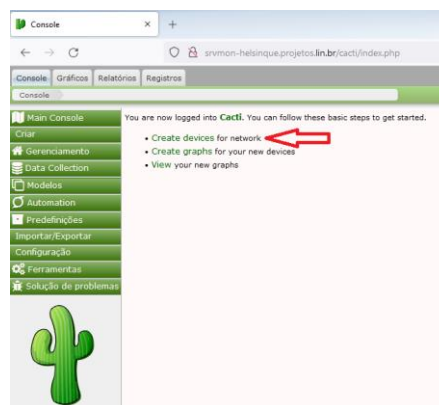 Console
srvmon-helsinque.projetos.lin.br/cacti/index.php
Console Gráficos Relatórios Registros
Console
Main Console
Criar
Gerenciamento
Data Collection
Modelos
Automation
Predefinições
Importar/Exportar
Configuração
Ferramentas
Solução de problemas
You are now logged into Cacti. You can follow these basic steps to get started.
• Create devices for network
• Create graphs for your new devices
• View your new graphs